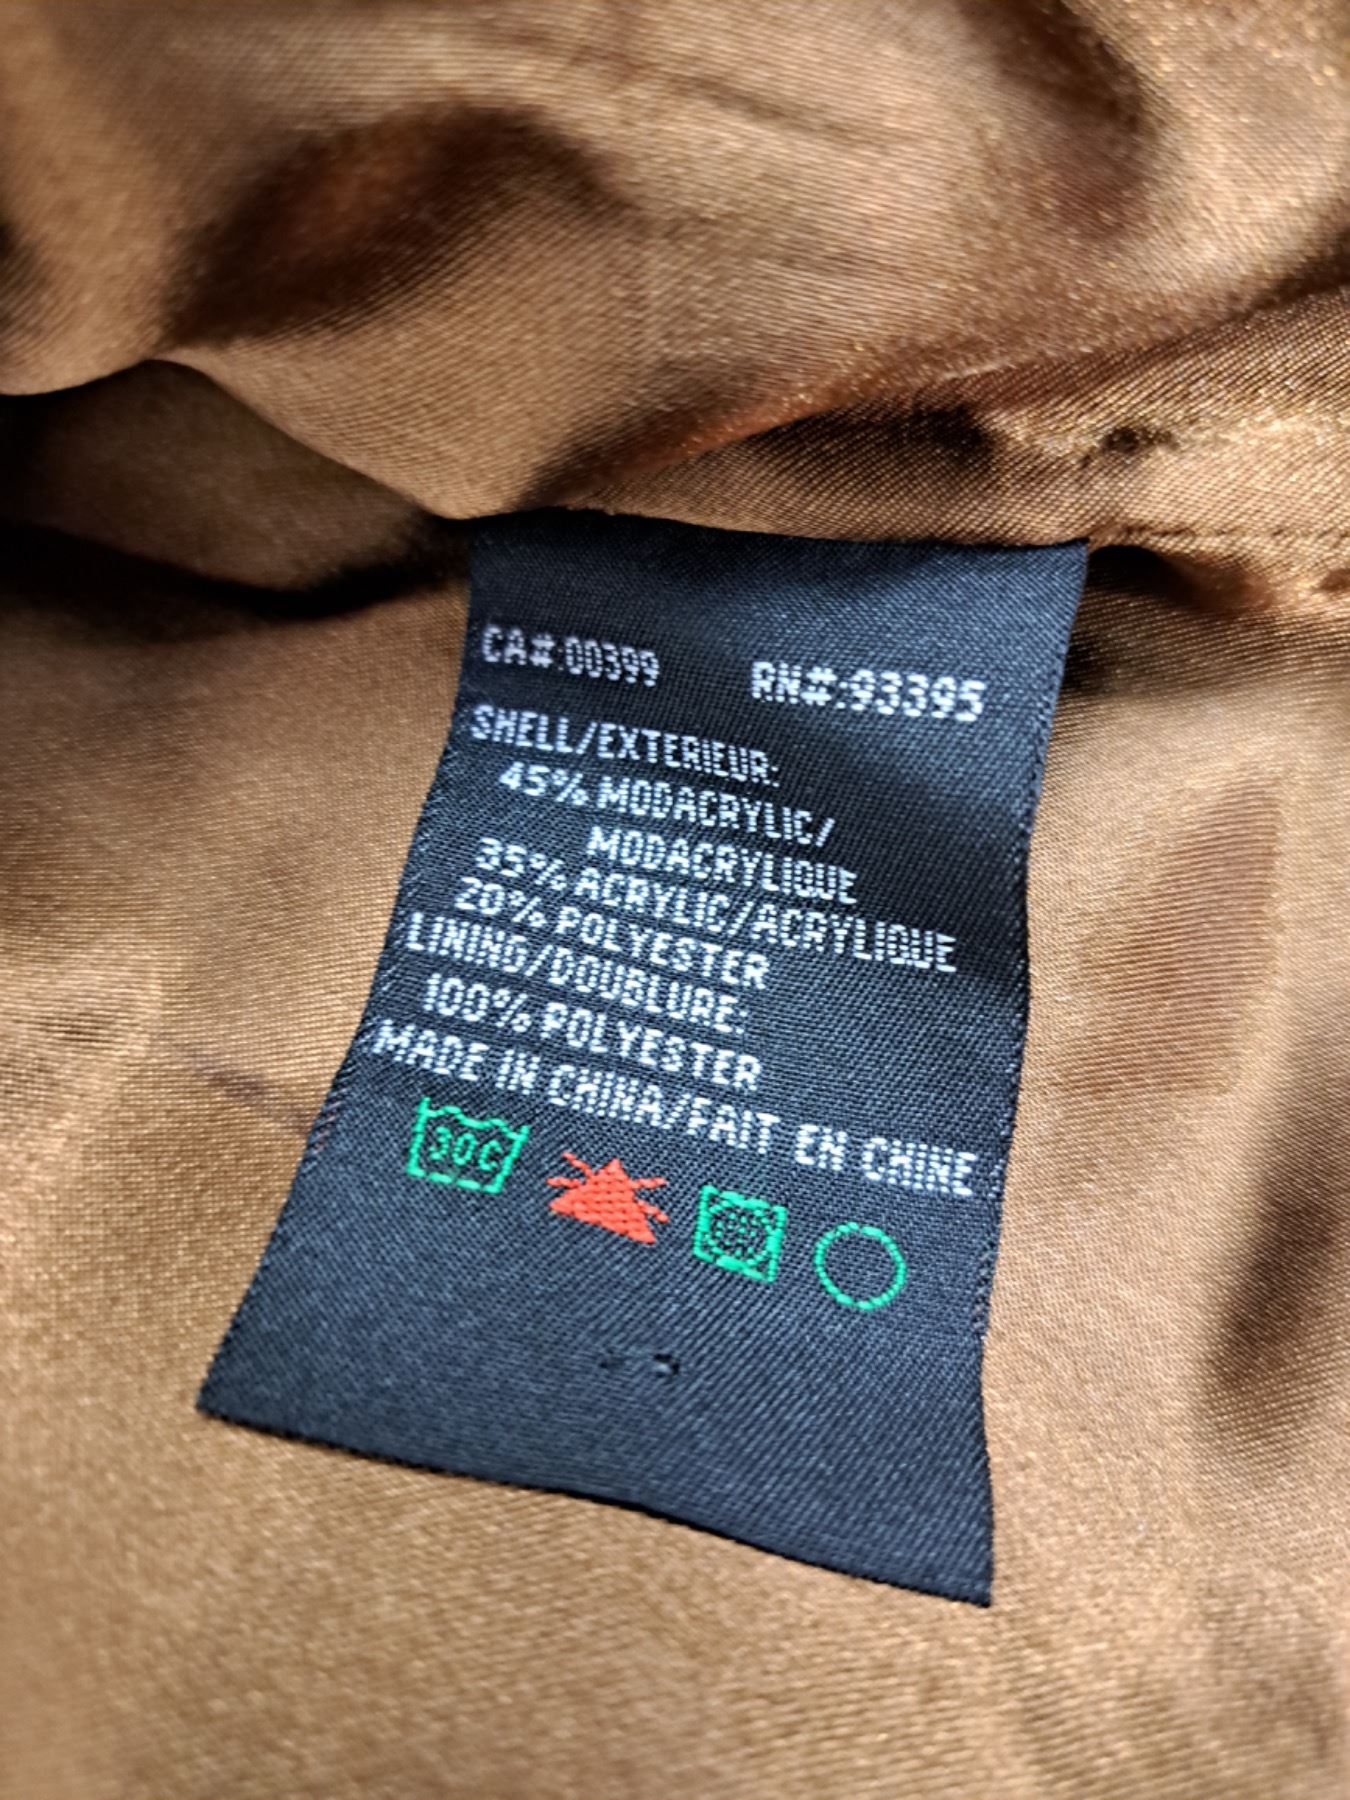 CA#:00399 RN#:93395
SHELL/EXTERIEUR:
45% MODACRYLIC/
MODACRYLIQUE
35% ACRYLIC/ACRYLIQUE
20% POLYESTER
LINING/DOUBLURE:
100% POLYESTER
MADE IN CHINA/FAIT EN CHINE
30C